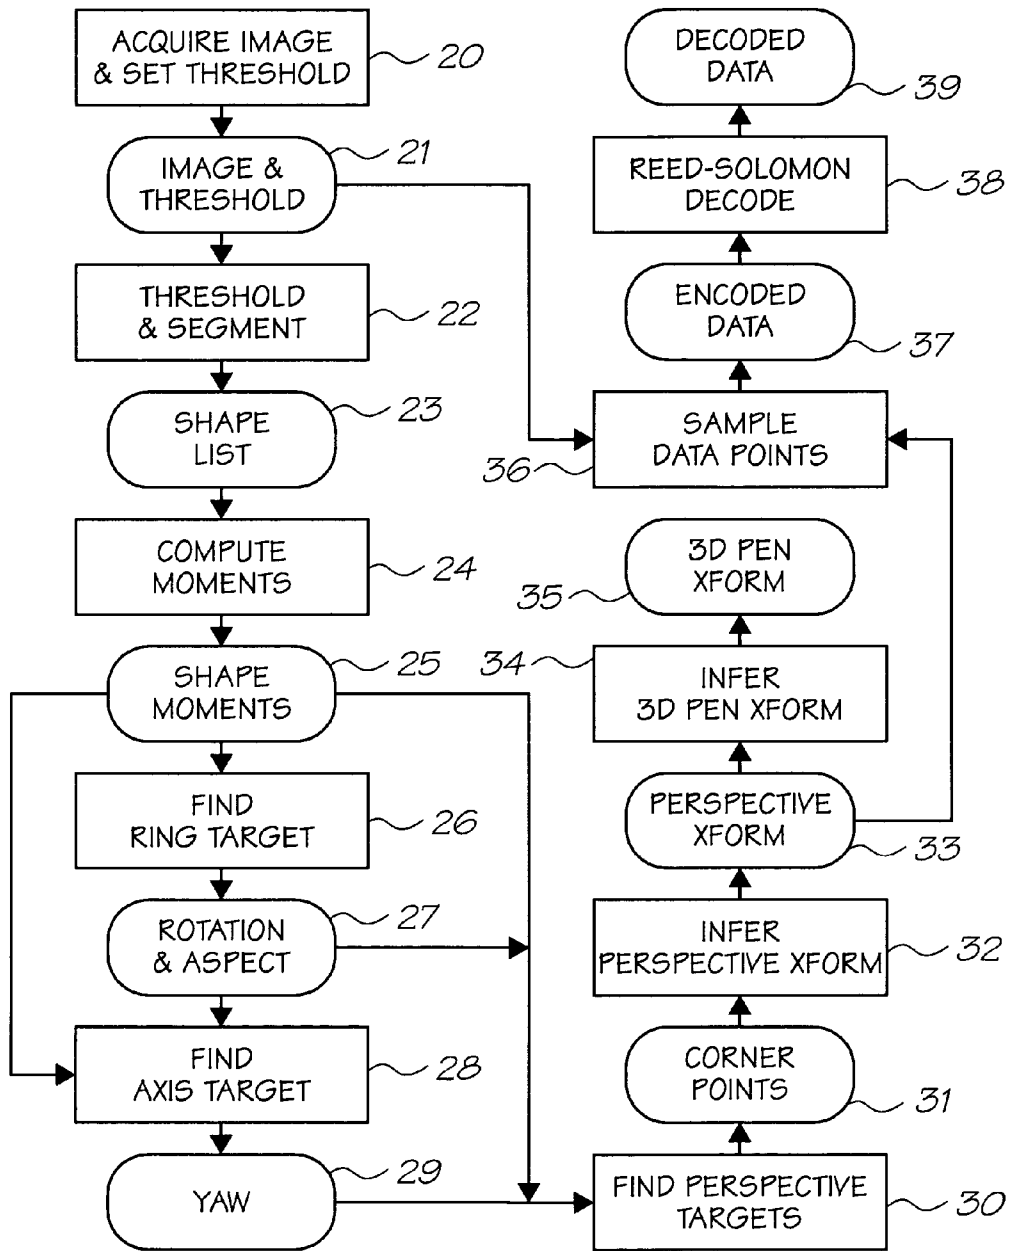 ACQUIRE IMAGE
& SET THRESHOLD
20
IMAGE &
THRESHOLD
21
THRESHOLD
& SEGMENT
22
SHAPE
LIST
23
COMPUTE
MOMENTS
24
SHAPE
MOMENTS
25
FIND
RING TARGET
26
ROTATION
& ASPECT
27
FIND
AXIS TARGET
28
YAW
29
DECODED
DATA
39
REED-SOLOMON
DECODE
38
ENCODED
DATA
37
SAMPLE
DATA POINTS
36
3D PEN
XFORM
35
INFER
3D PEN XFORM
34
PERSPECTIVE
XFORM
33
INFER
PERSPECTIVE XFORM
32
CORNER
POINTS
31
FIND PERSPECTIVE
TARGETS
30